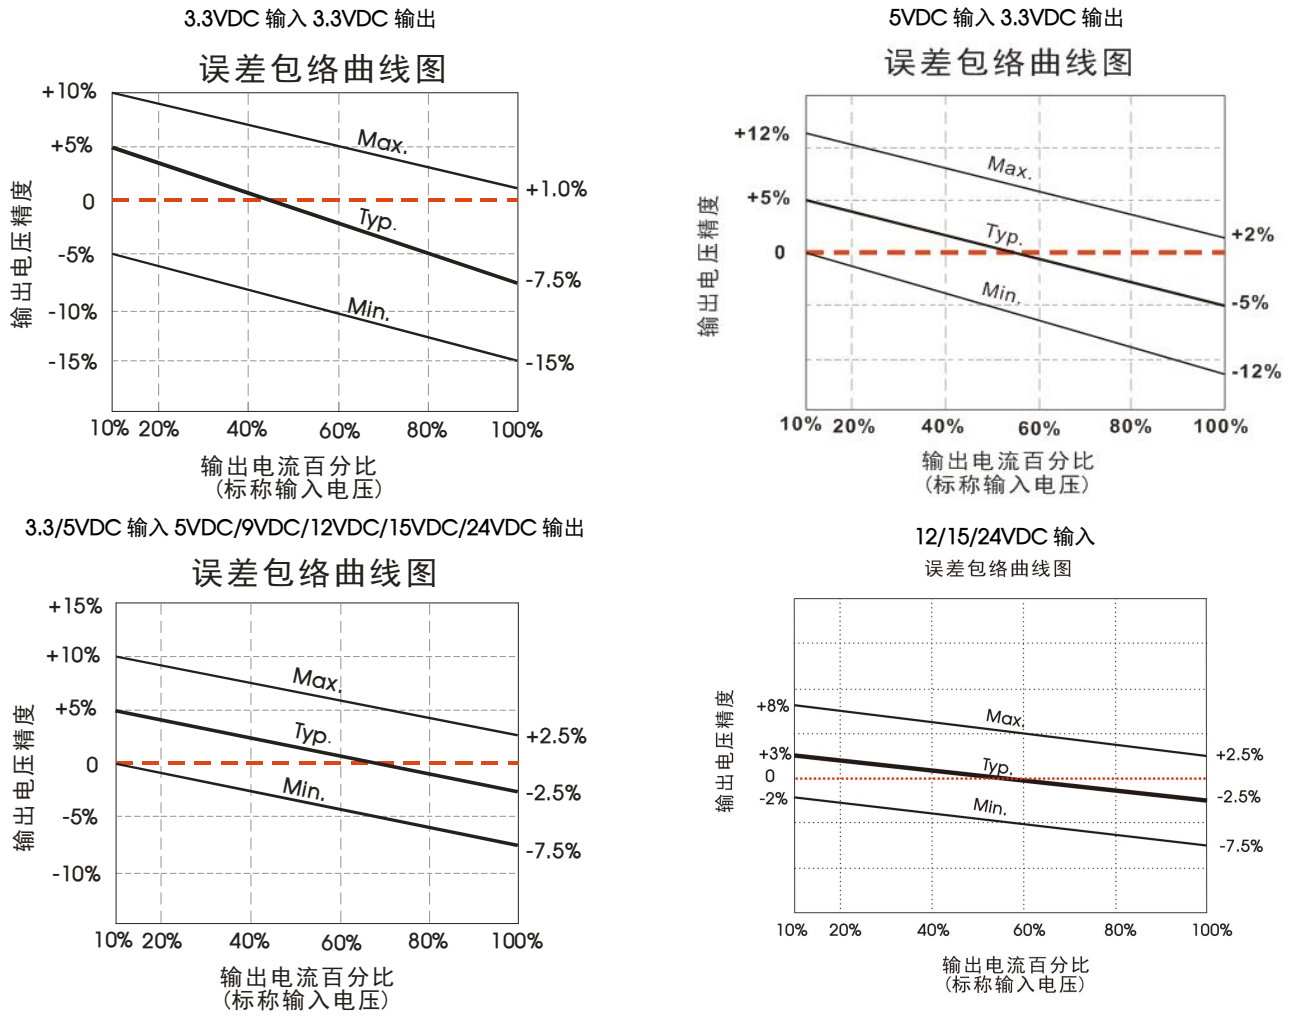 3.3VDC 输入 3.3VDC 输出
误差包络曲线图
+10%
+5%
0
-5%
-10%
-15%
输出电压精度
Max.
Typ.
Min.
+1.0%
-7.5%
-15%
10% 20% 40% 60% 80% 100%
输出电流百分比
(标称输入电压)
5VDC 输入 3.3VDC 输出
误差包络曲线图
+12%
+5%
0
输出电压精度
Max.
Typ.
Min.
+2%
-5%
-12%
10% 20% 40% 60% 80% 100%
输出电流百分比
(标称输入电压)
3.3/5VDC 输入 5VDC/9VDC/12VDC/15VDC/24VDC 输出
误差包络曲线图
+15%
+10%
+5%
0
-5%
-10%
输出电压精度
Max.
Typ.
Min.
+2.5%
-2.5%
-7.5%
10% 20% 40% 60% 80% 100%
输出电流百分比
(标称输入电压)
12/15/24VDC 输入
误差包络曲线图
+8%
+3%
0
-2%
输出电压精度
Max.
Typ.
Min.
+2.5%
-2.5%
-7.5%
10% 20% 40% 60% 80% 100%
输出电流百分比
(标称输入电压)